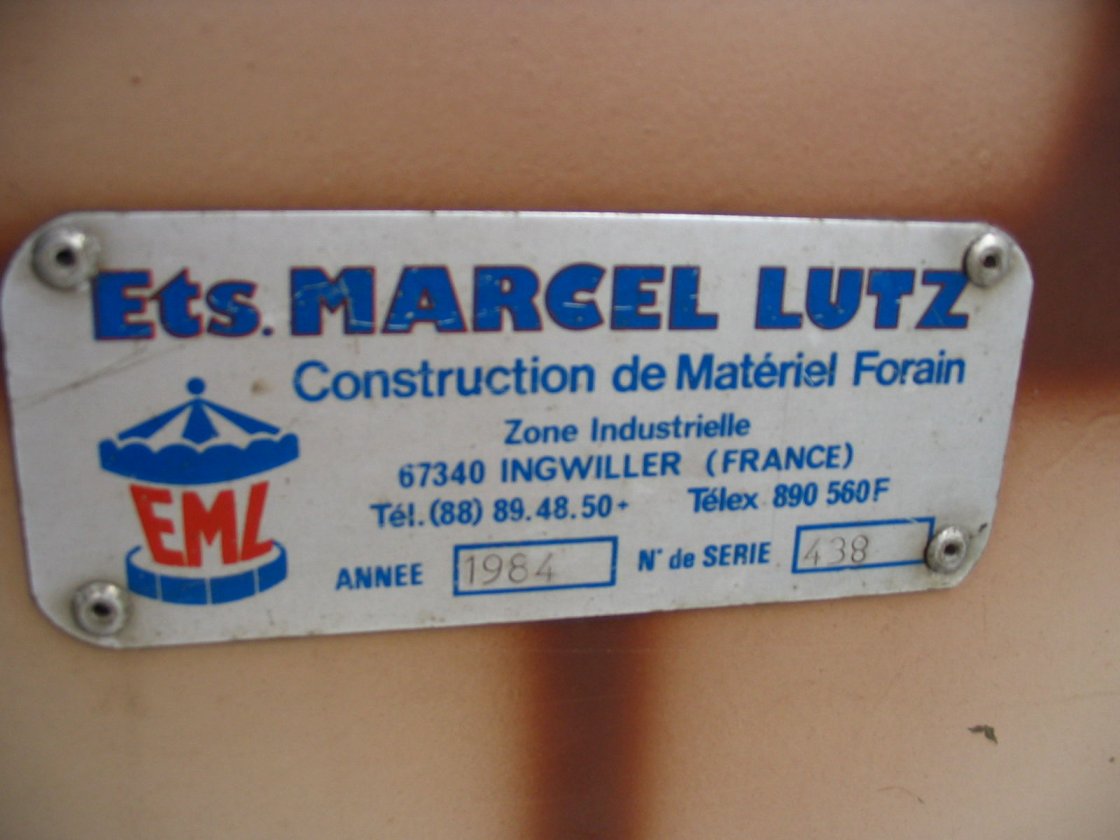 Ets. MARCEL LUTZ
Construction de Matériel Forain
Zone Industrielle
67340 INGWILLER (FRANCE)
Tél. (88) 89.48.50+ Télex 890 560F
EML
ANNEE 1984 N° de SERIE 438